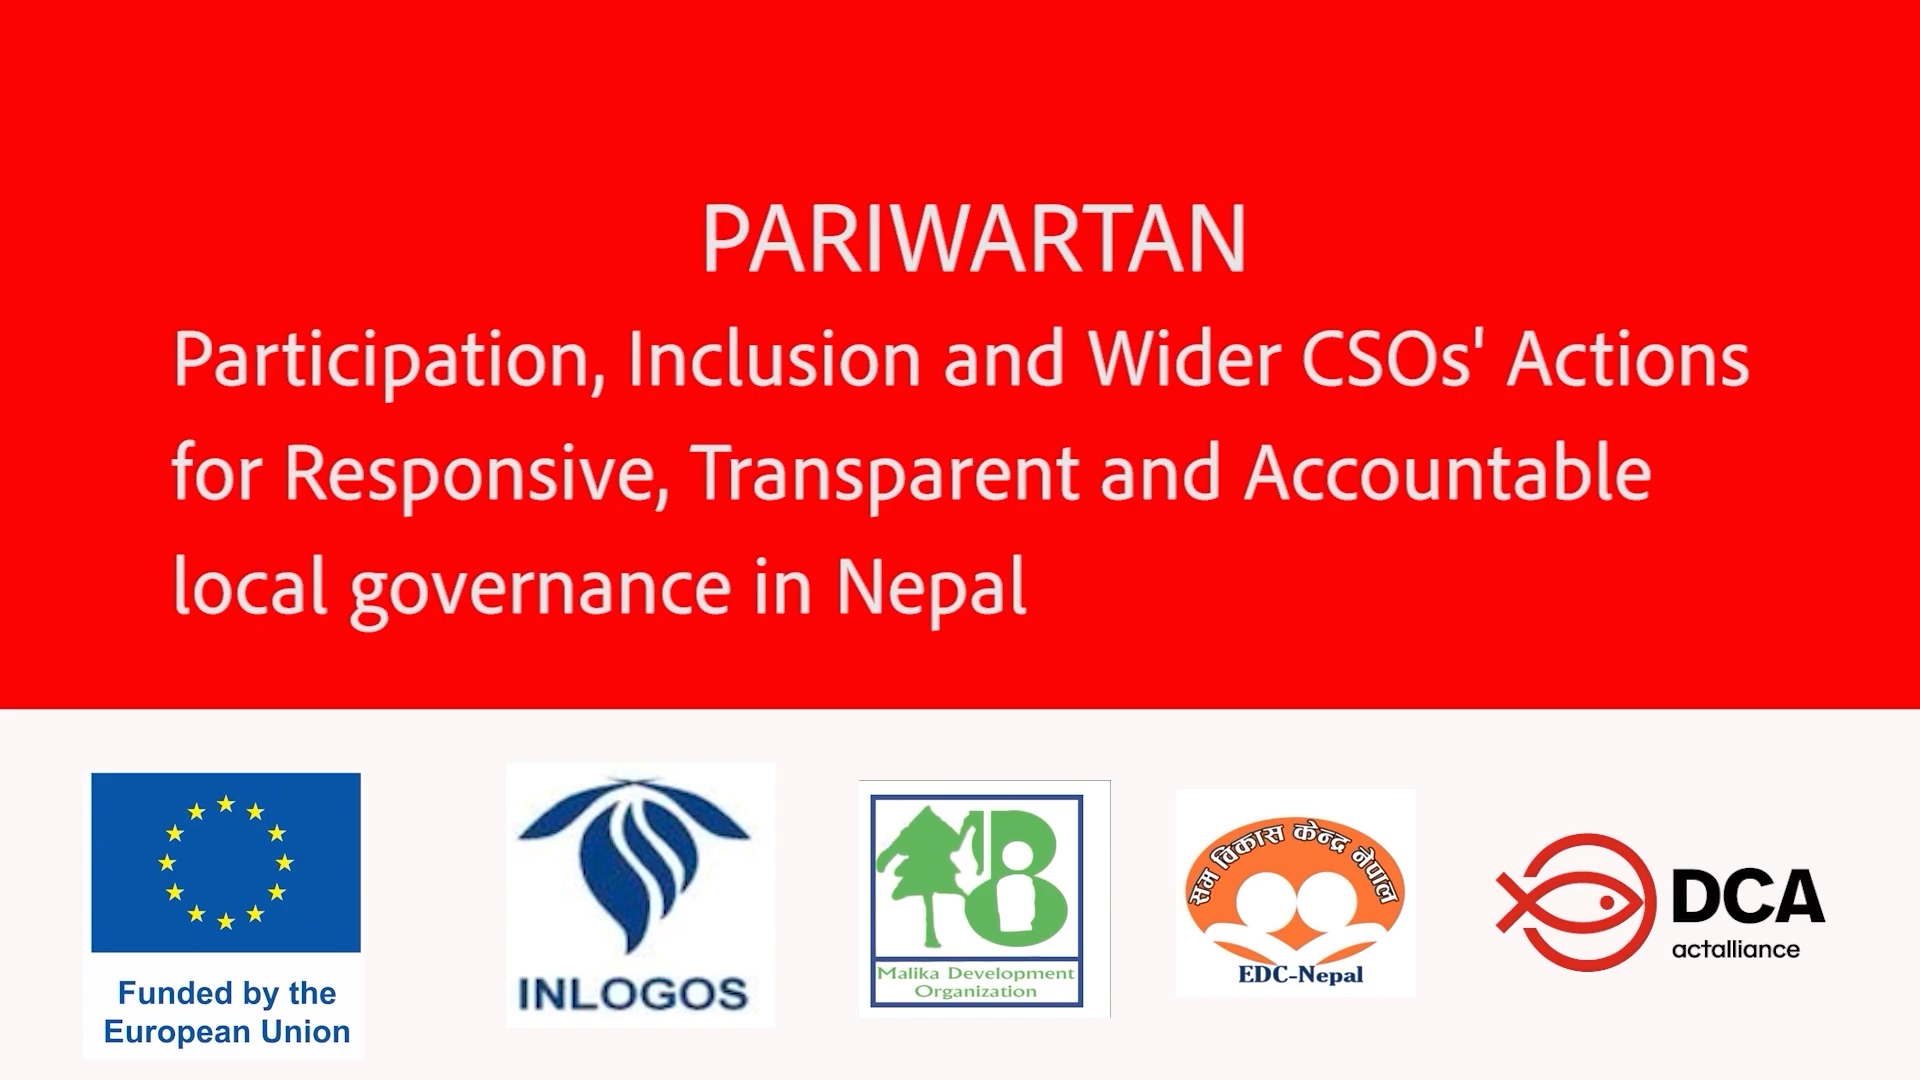 PARIWARTAN
Participation, Inclusion and Wider CSOs' Actions
for Responsive, Transparent and Accountable
local governance in Nepal
Funded by the
European Union
INLOGOS
Malika Development
Organization
सम विकास केन्द्र नेपाल
EDC-Nepal
DCA
actalliance